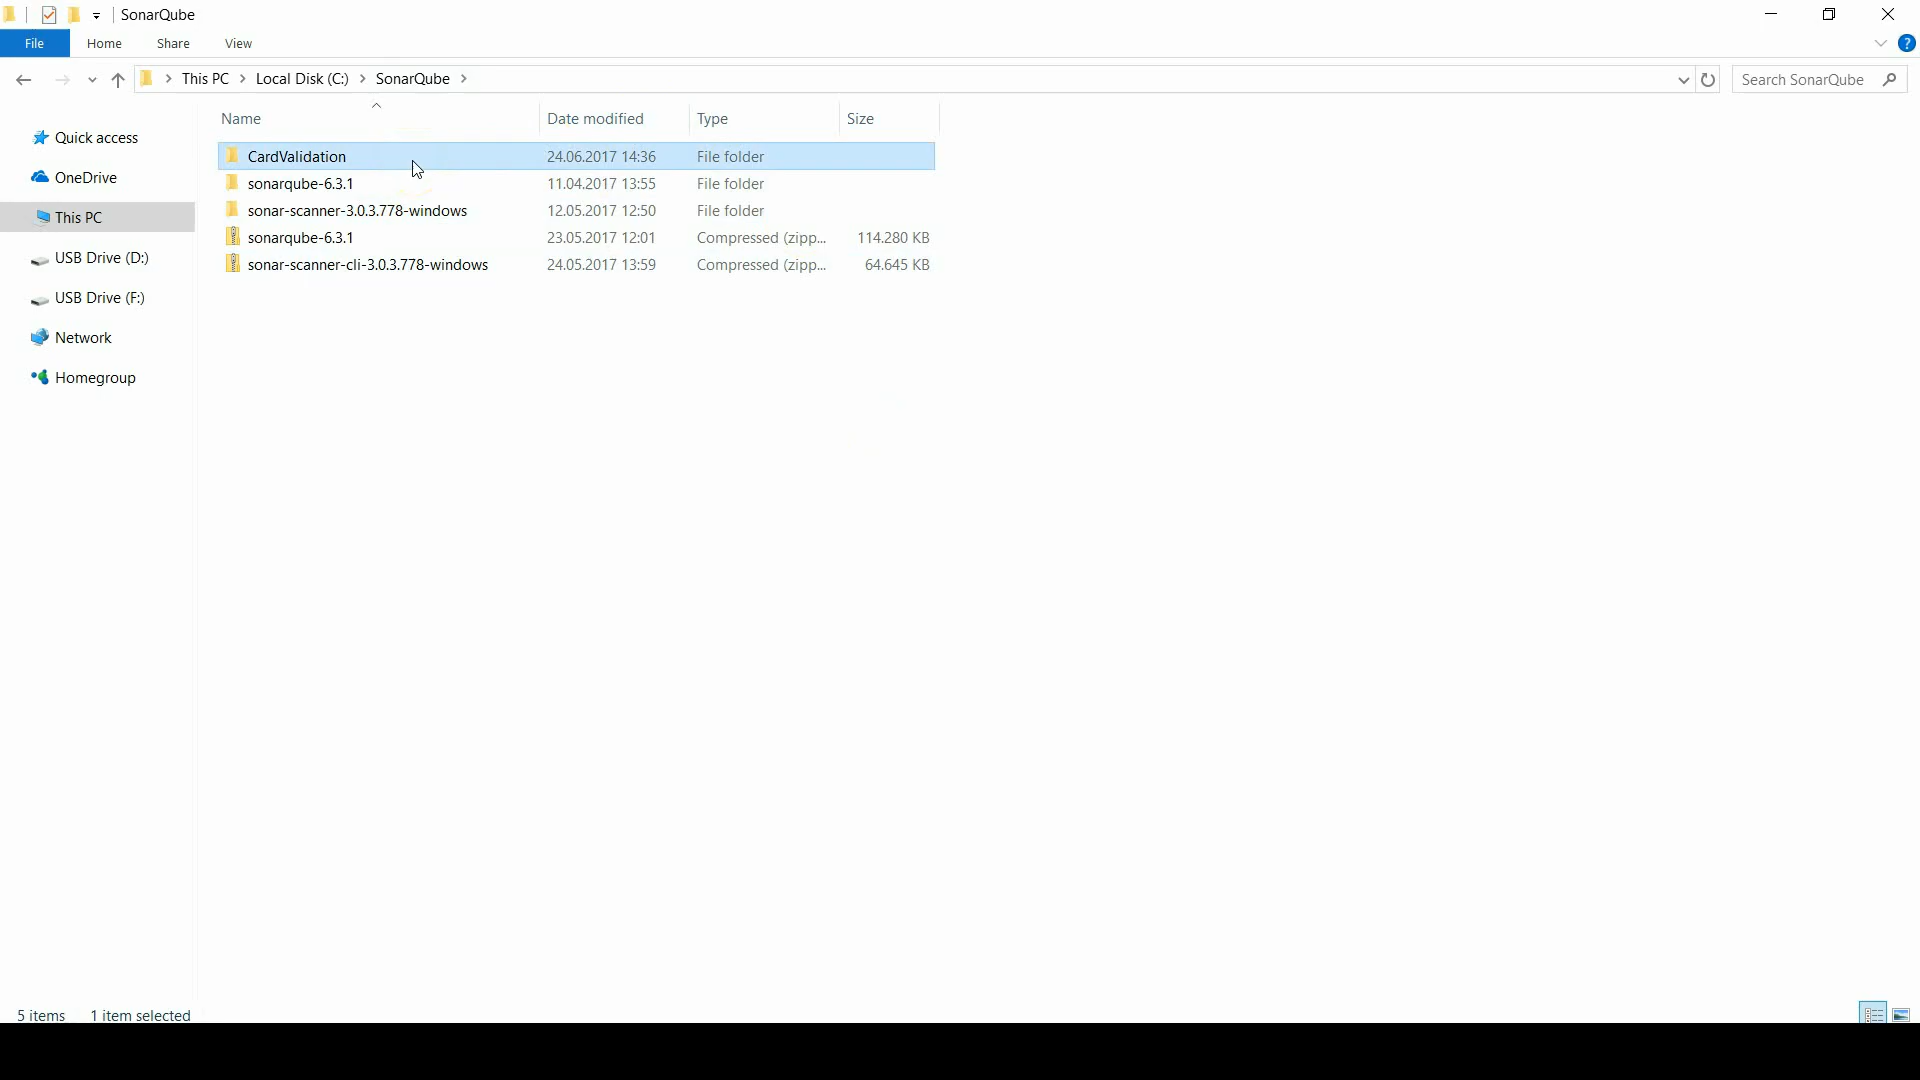 SonarQube
File Home Share View
This PC Local Disk (C:) SonarQube
Search SonarQube
Name Date modified Type Size
Quick access
OneDrive
This PC
USB Drive (D:)
USB Drive (F:)
Network
Homegroup
CardValidation 24.06.2017 14:36 File folder
sonarqube-6.3.1 11.04.2017 13:55 File folder
sonar-scanner-3.0.3.778-windows 12.05.2017 12:50 File folder
sonarqube-6.3.1 23.05.2017 12:01 Compressed (zipp... 114.280 KB
sonar-scanner-cli-3.0.3.778-windows 24.05.2017 13:59 Compressed (zipp... 64.645 KB
5 items 1 item selected